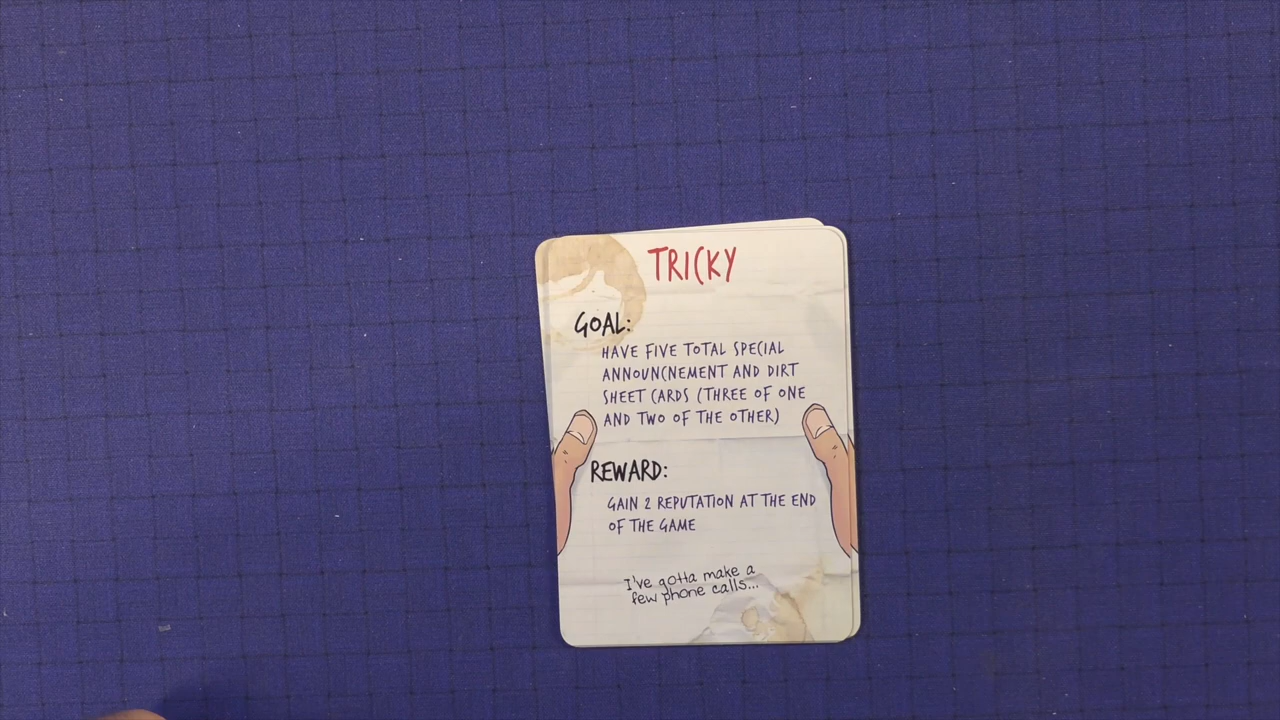 TRICKY
GOAL:
HAVE FIVE TOTAL SPECIAL
ANNOUNCNEMENT AND DIRT
SHEET CARDS (THREE OF ONE
AND TWO OF THE OTHER)
REWARD:
GAIN 2 REPUTATION AT THE END
OF THE GAME
I've gotta make a
few phone calls...